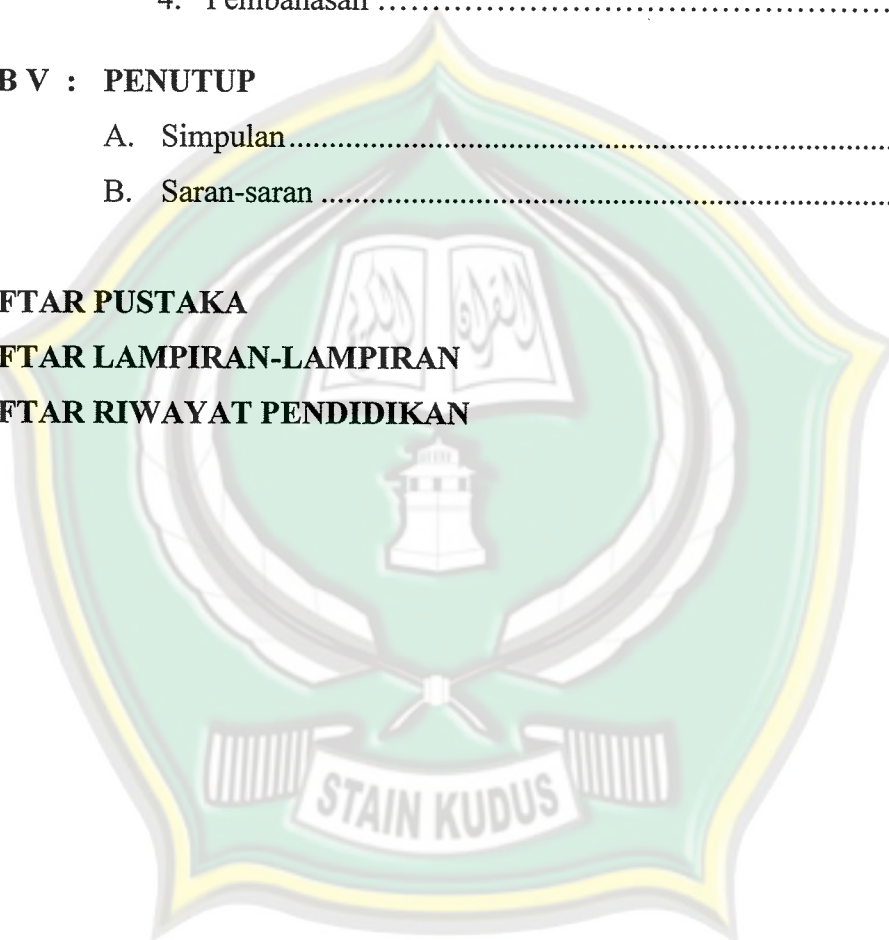 4. Pembahasan ................................................................
B V : PENUTUP
A. Simpulan ................................................................
B. Saran-saran ................................................................
FTAR PUSTAKA
FTAR LAMPIRAN-LAMPIRAN
FTAR RIWAYAT PENDIDIKAN
STAIN KUDUS